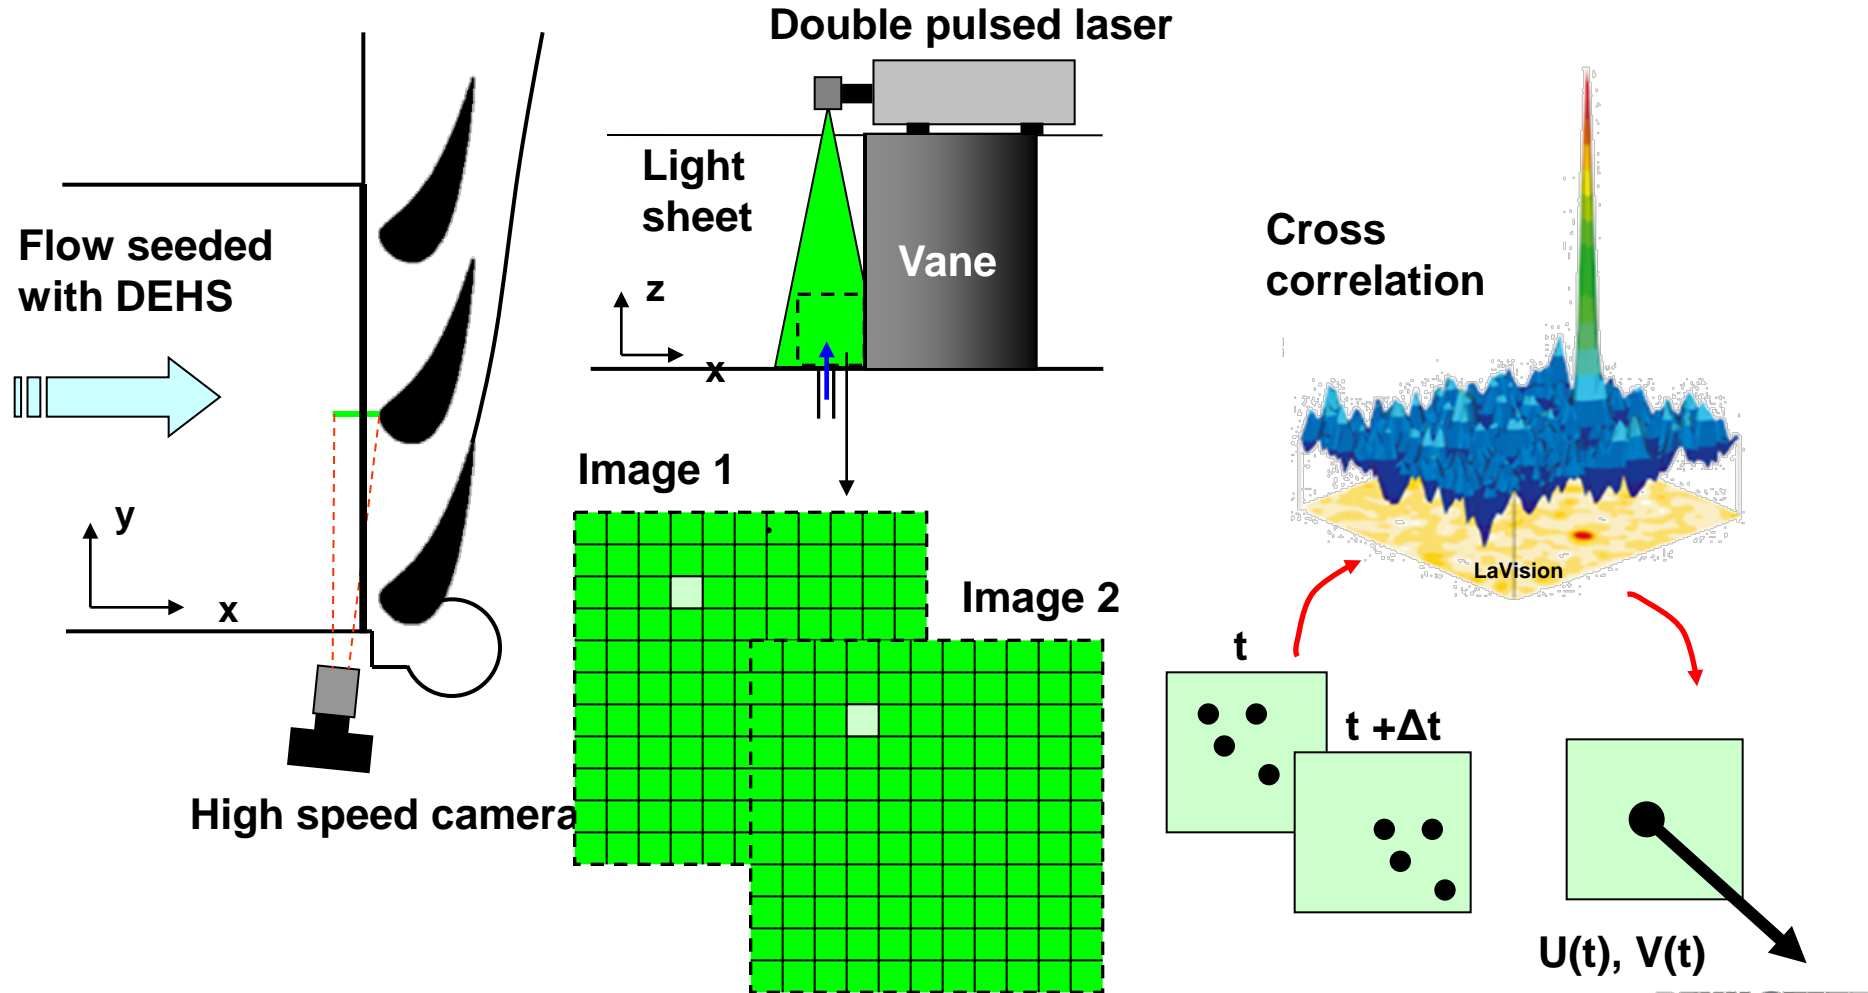 Double pulsed laser
Light
sheet
Vane
z
x
Flow seeded
with DEHS
y
x
High speed camera
Image 1
Image 2
Cross
correlation
LaVision
t
t +Δt
U(t), V(t)